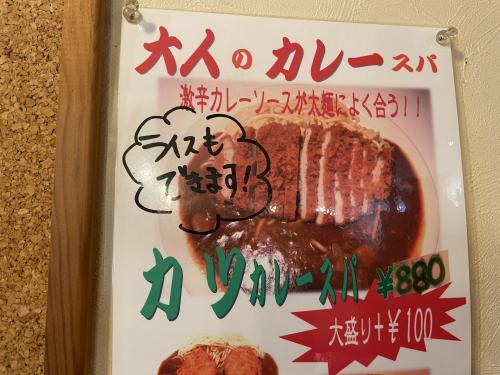 大人のカレースパ
激辛カレーソースが太麺によく合う！！
ライスも
できます!
カツカレースパ ¥880
大盛り+¥100